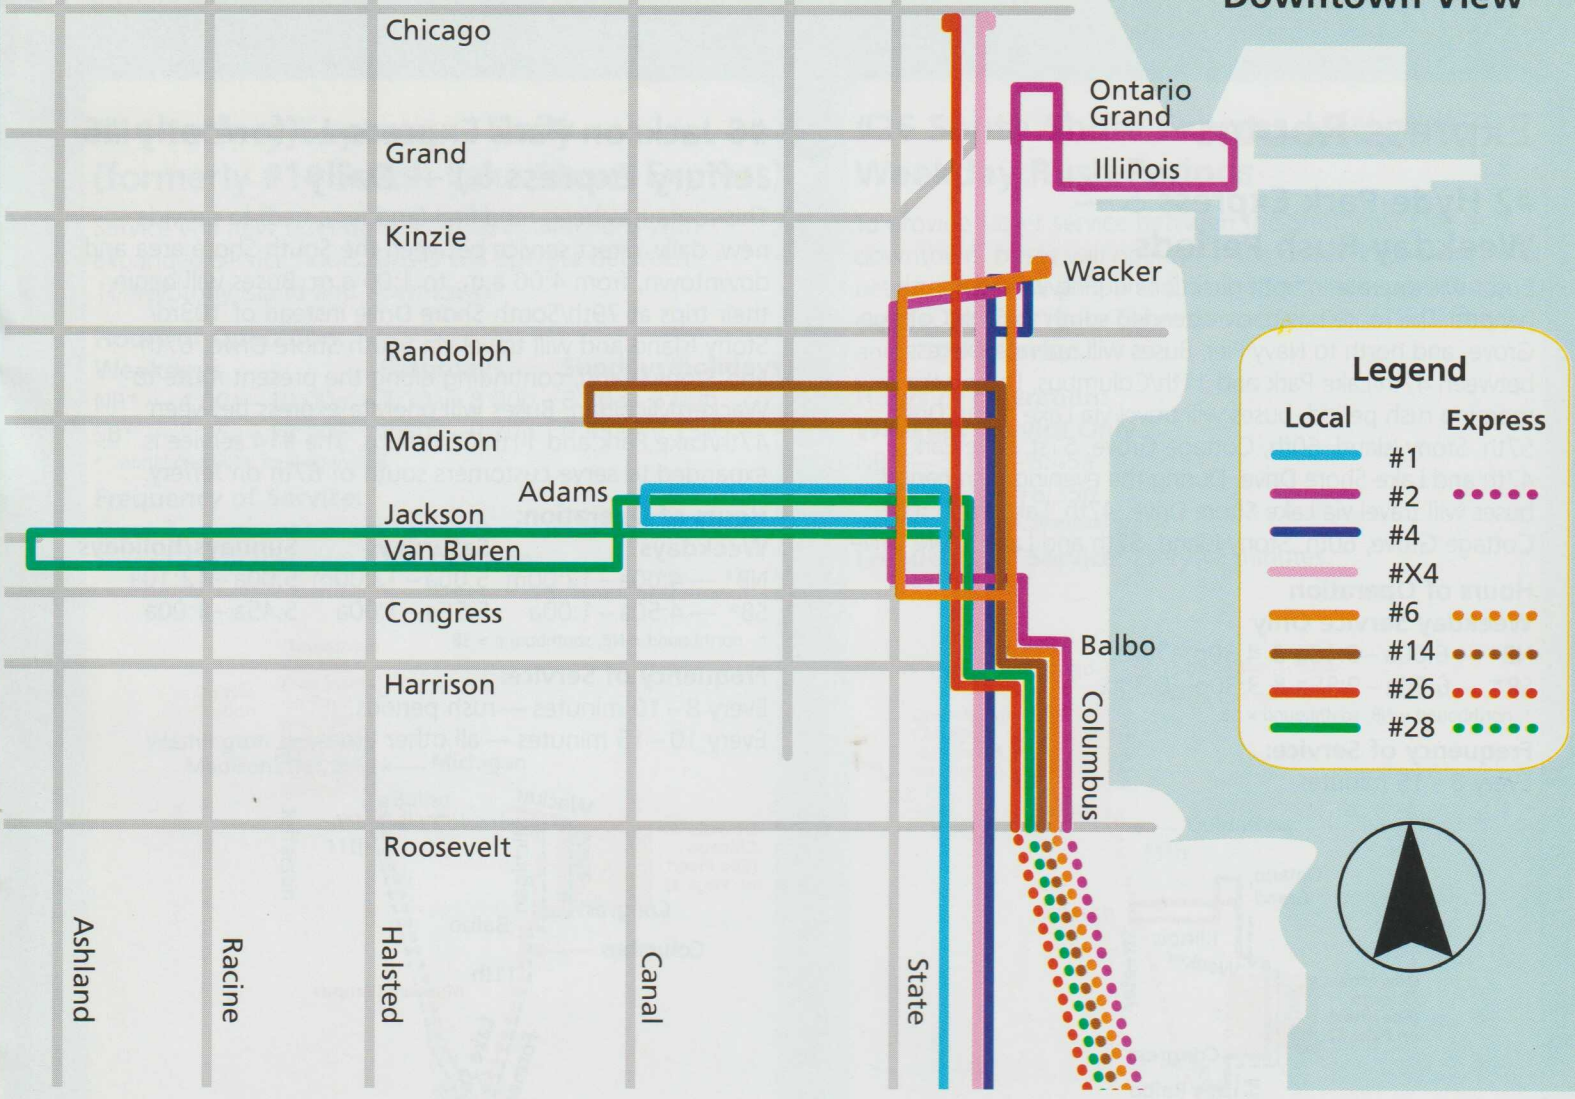 Downtown View
Chicago
Ontario
Grand
Grand
Illinois
Kinzie
Wacker
Randolph
Madison
Adams
Jackson
Van Buren
Congress
Balbo
Harrison
Columbus
Roosevelt
Ashland
Racine
Halsted
Canal
State
Legend
Local Express
#1
#2
#4
#X4
#6
#14
#26
#28